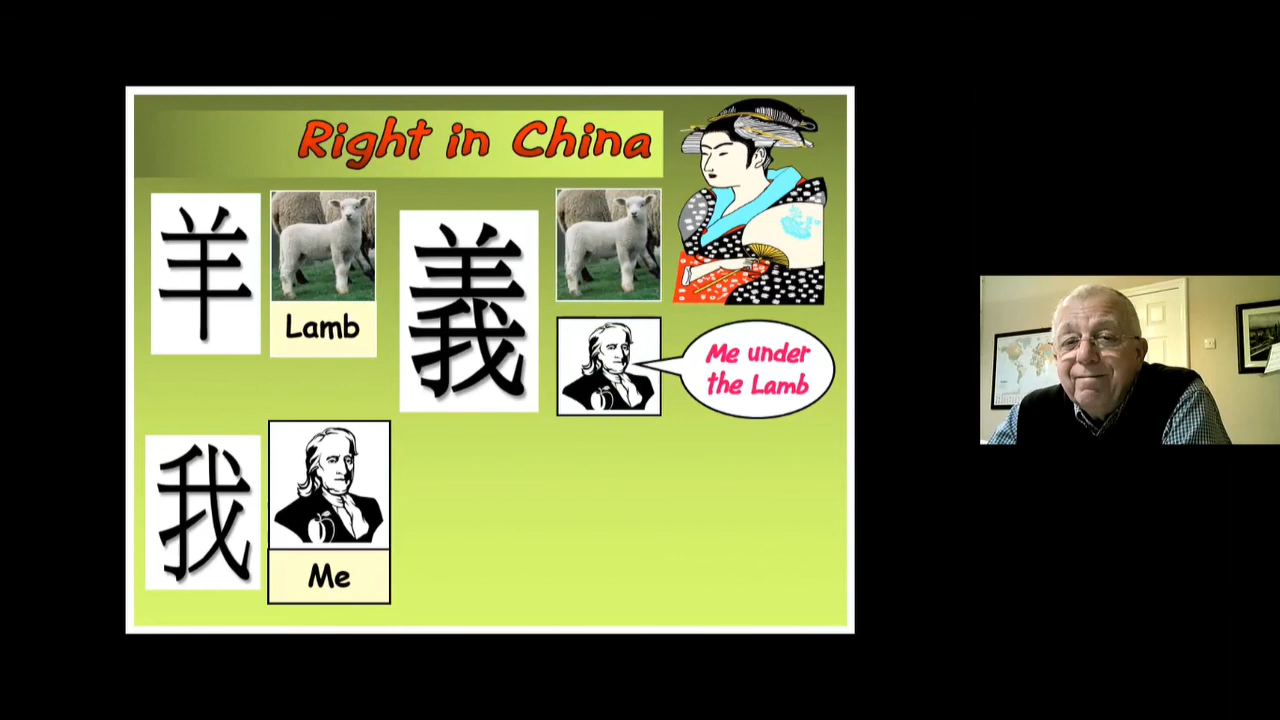 Right in China
羊
Lamb
義
Me under
the Lamb
我
Me